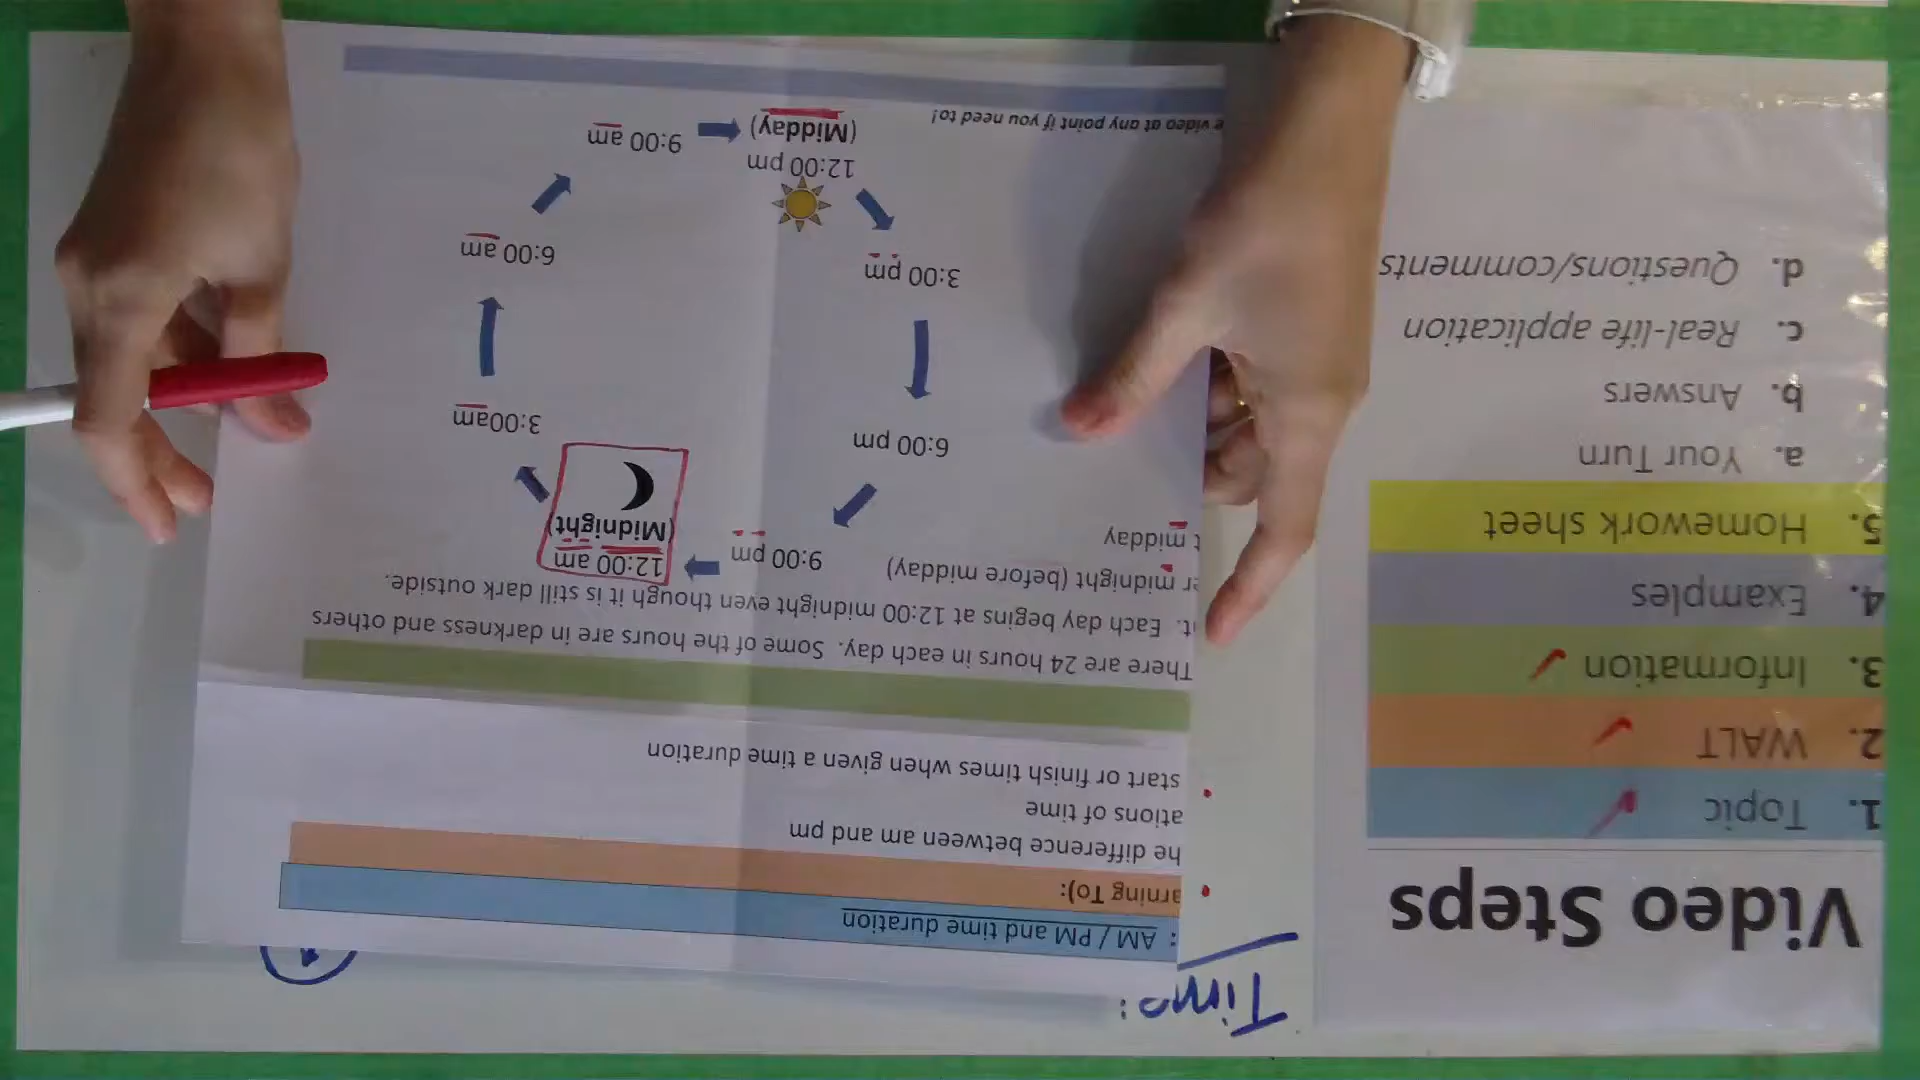 Time:
: AM / PM and time duration
arning To):
he difference between am and pm
ations of time
start or finish times when given a time duration
There are 24 hours in each day. Some of the hours are in darkness and others
t. Each day begins at 12:00 midnight even though it is still dark outside.
er midnight (before midday)
t midday
12:00 am
(Midnight)
3:00am
6:00 am
9:00 am
12:00 pm
(Midday)
3:00 pm
6:00 pm
9:00 pm
e video at any point if you need to!
Video Steps
1. Topic
2. WALT
3. Information
4. Examples
5. Homework sheet
a. Your Turn
b. Answers
c. Real-life application
d. Questions/comments